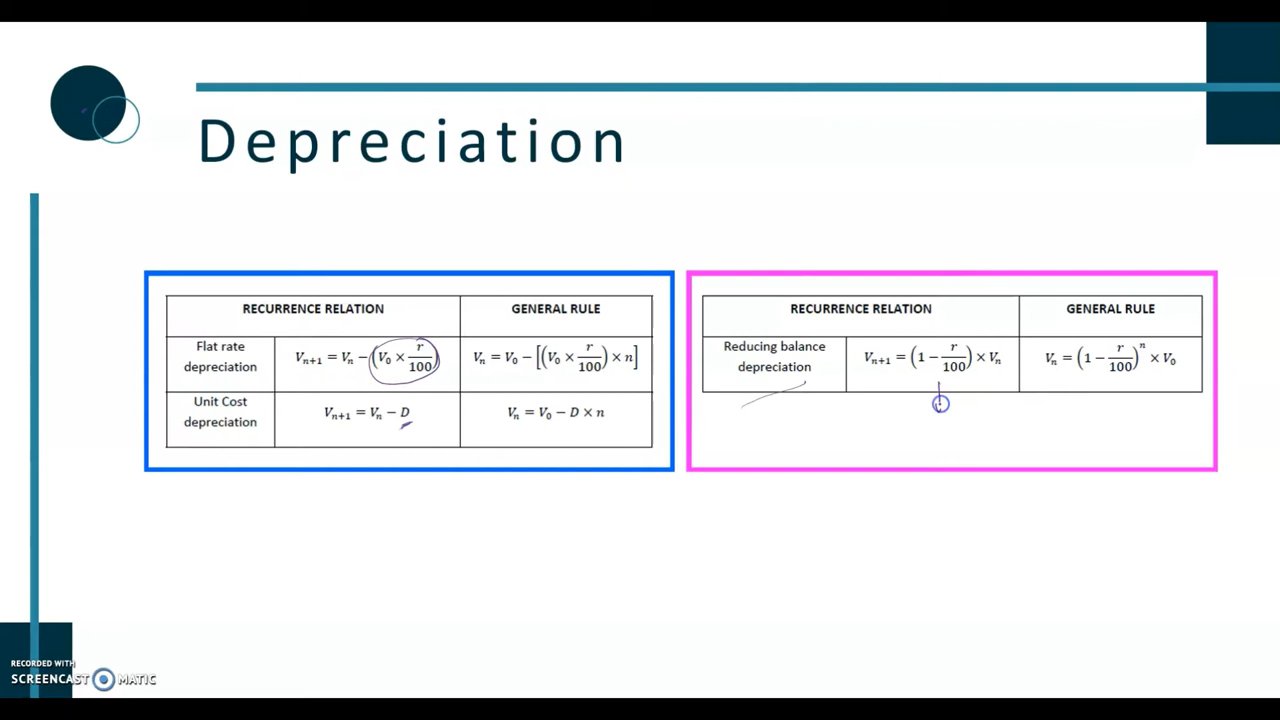 Depreciation
RECURRENCE RELATION GENERAL RULE
Flat rate depreciation V_{n+1} = V_n − (V_0 × r/100) V_n = V_0 − [(V_0 × r/100) × n]
Unit Cost depreciation V_{n+1} = V_n − D V_n = V_0 − D × n
RECURRENCE RELATION GENERAL RULE
Reducing balance depreciation V_{n+1} = (1 − r/100) × V_n V_n = (1 − r/100)^n × V_0
RECORDED WITH
SCREENCAST MATIC